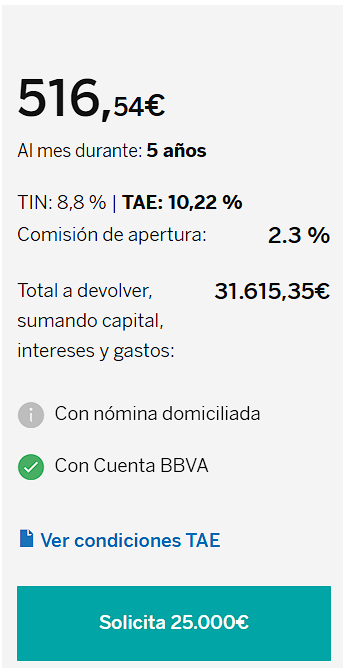 516,54€
Al mes durante: 5 años
TIN: 8,8 % | TAE: 10,22 %
Comisión de apertura: 2.3 %
Total a devolver, 31.615,35€
sumando capital,
intereses y gastos:
Con nómina domiciliada
Con Cuenta BBVA
Ver condiciones TAE
Solicita 25.000€